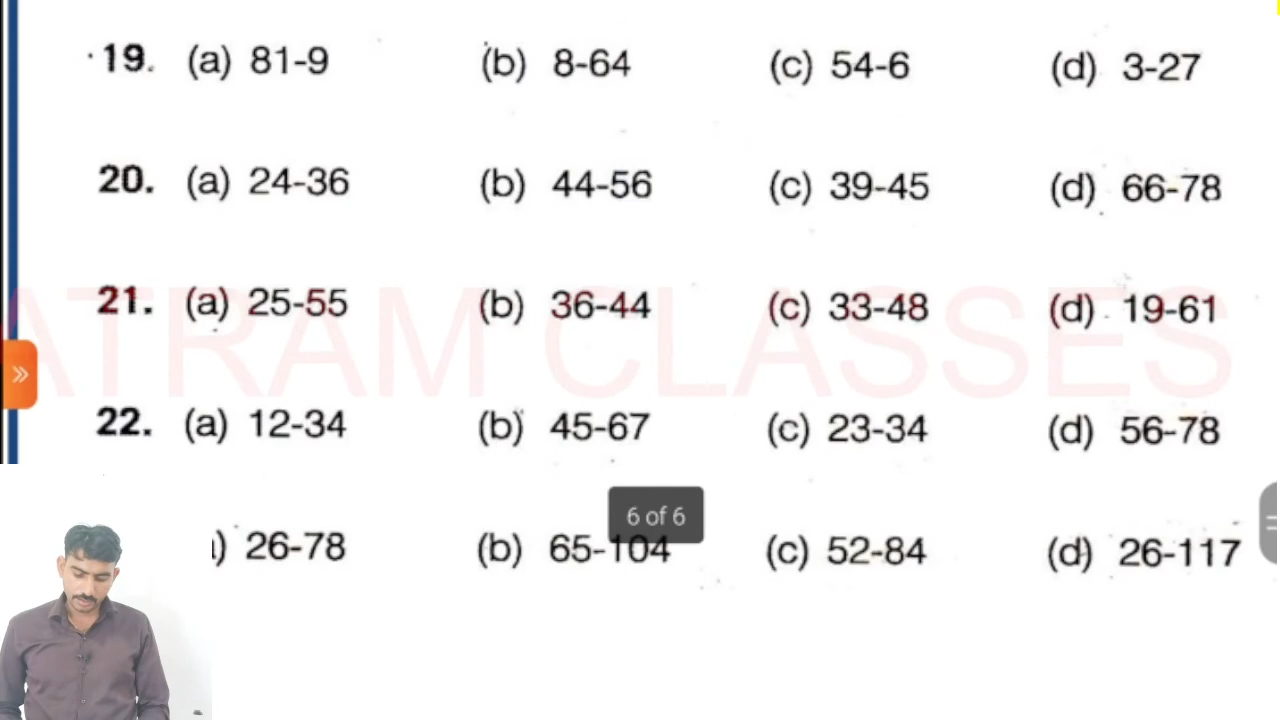 19. (a) 81-9 (b) 8-64 (c) 54-6 (d) 3-27
20. (a) 24-36 (b) 44-56 (c) 39-45 (d) 66-78
21. (a) 25-55 (b) 36-44 (c) 33-48 (d) 19-61
ATRAM CLASSES
22. (a) 12-34 (b) 45-67 (c) 23-34 (d) 56-78
6 of 6
) 26-78 (b) 65-104 (c) 52-84 (d) 26-117